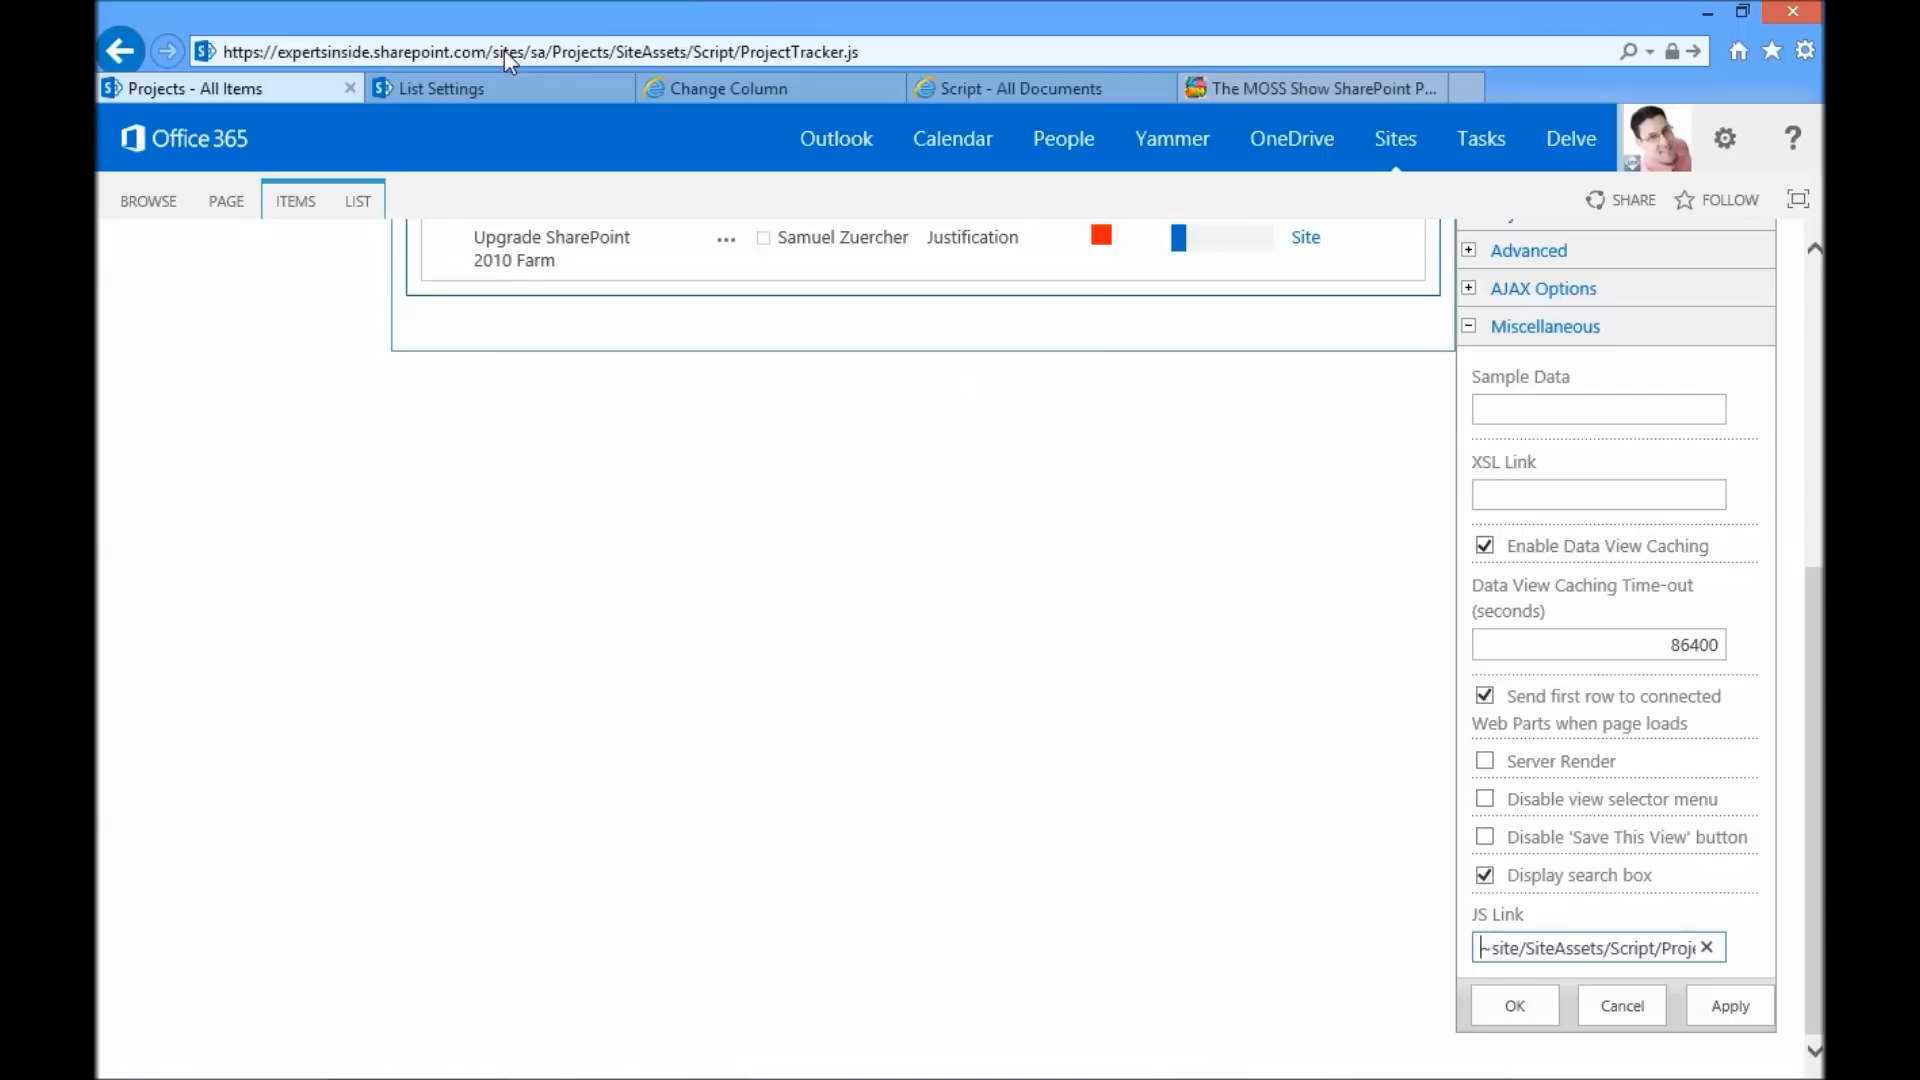 https://expertsinside.sharepoint.com/sites/sa/Projects/SiteAssets/Script/ProjectTracker.js
Projects - All Items
List Settings
Change Column
Script - All Documents
The MOSS Show SharePoint P...
Office 365
Outlook
Calendar
People
Yammer
OneDrive
Sites
Tasks
Delve
?
BROWSE
PAGE
ITEMS
LIST
SHARE
FOLLOW
Upgrade SharePoint
2010 Farm
...
Samuel Zuercher
Justification
Site
Advanced
AJAX Options
Miscellaneous
Sample Data
XSL Link
Enable Data View Caching
Data View Caching Time-out
(seconds)
86400
Send first row to connected
Web Parts when page loads
Server Render
Disable view selector menu
Disable 'Save This View' button
Display search box
JS Link
~site/SiteAssets/Script/Proje
OK
Cancel
Apply